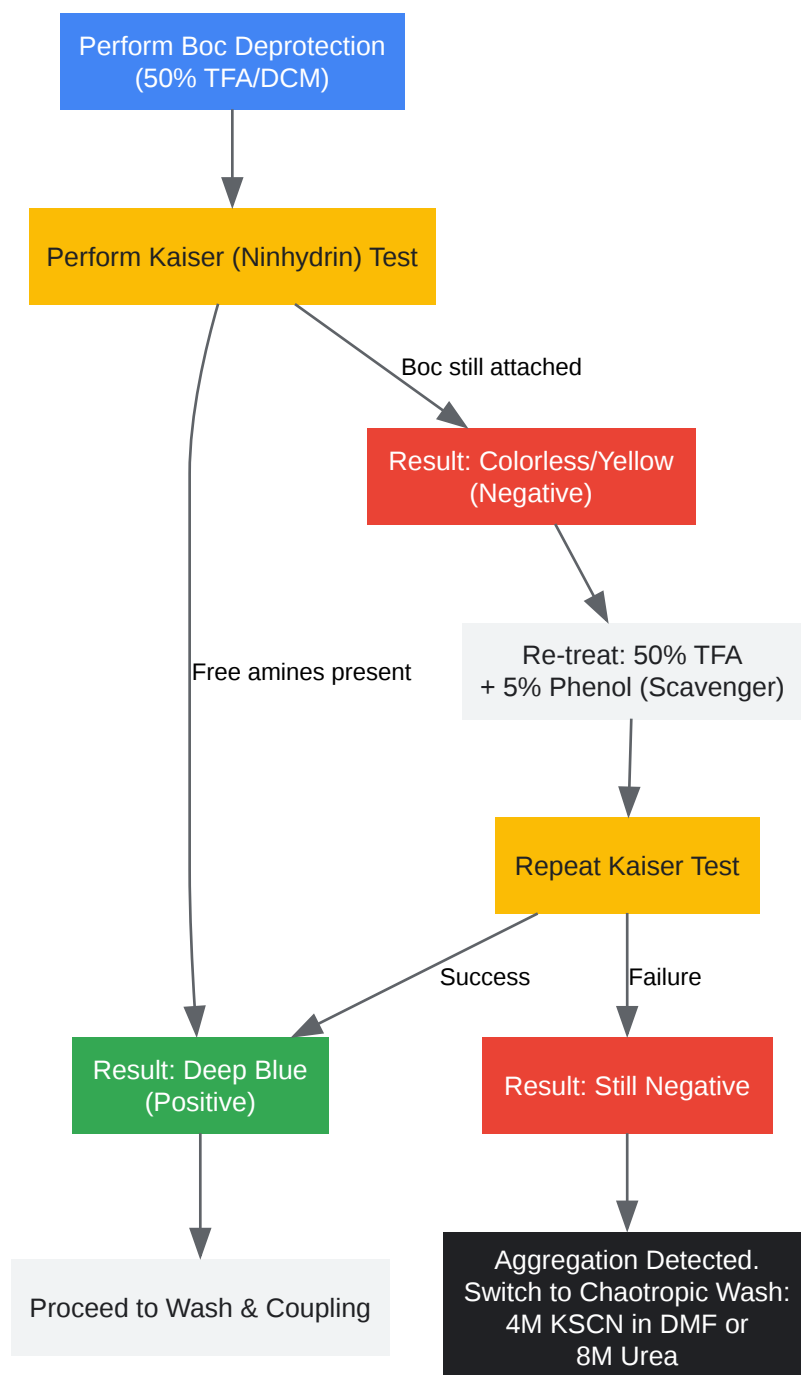 Perform Boc Deprotection
(50% TFA/DCM)
Perform Kaiser (Ninhydrin) Test
Boc still attached
Result: Colorless/Yellow
(Negative)
Re-treat: 50% TFA
+ 5% Phenol (Scavenger)
Free amines present
Repeat Kaiser Test
Success
Failure
Result: Deep Blue
(Positive)
Result: Still Negative
Proceed to Wash & Coupling
Aggregation Detected.
Switch to Chaotropic Wash:
4M KSCN in DMF or
8M Urea